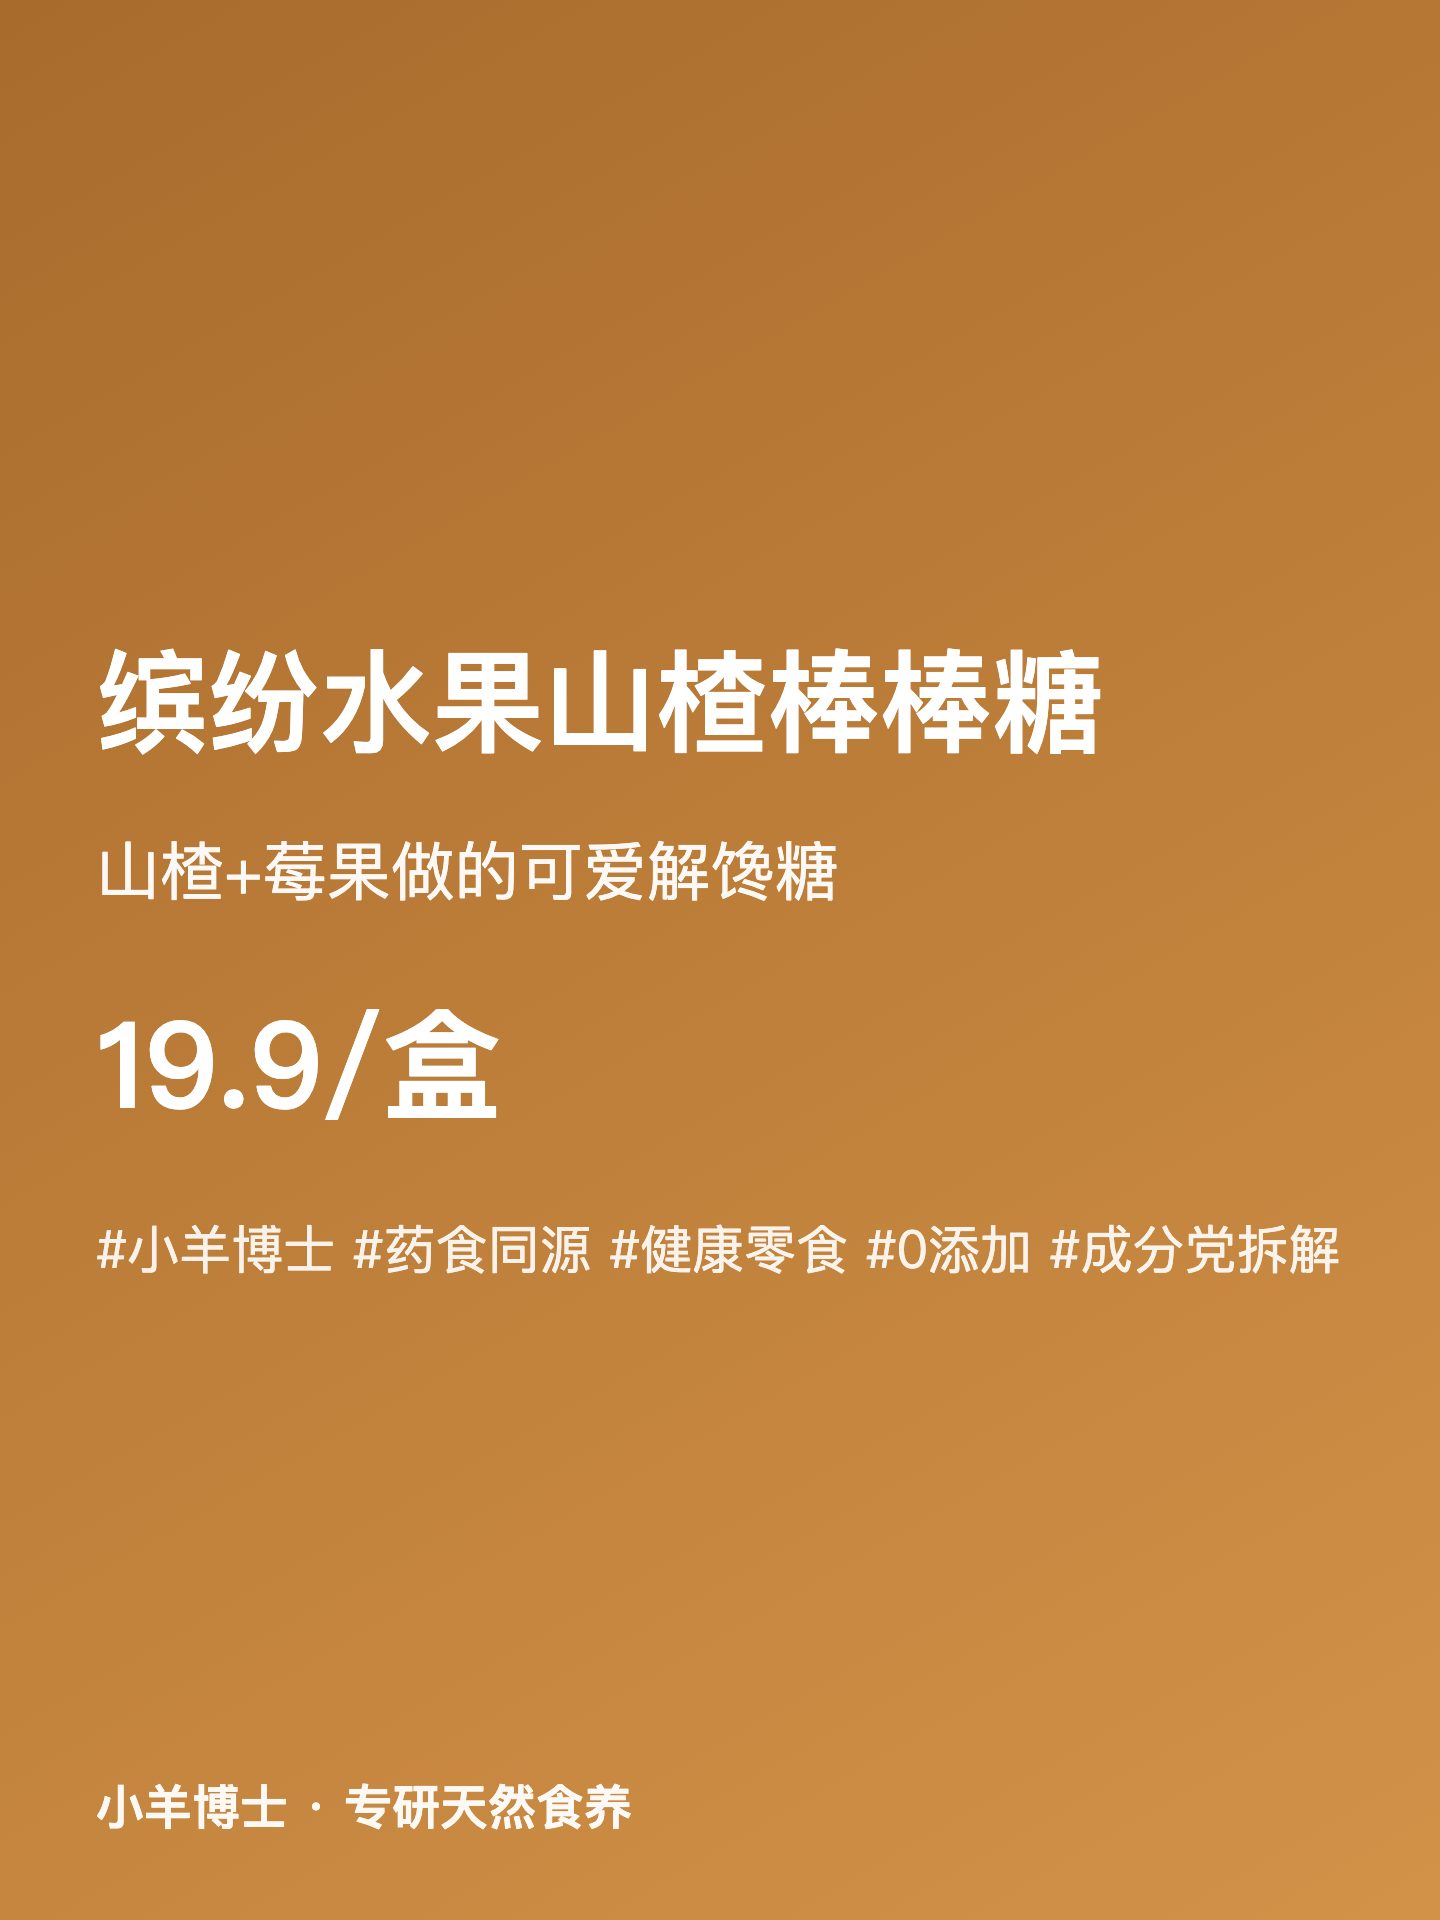 缤纷水果山楂棒棒糖
山楂+莓果做的可爱解馋糖
19.9/盒
#小羊博士 #药食同源 #健康零食 #0添加 #成分党拆解
小羊博士 · 专研天然食养